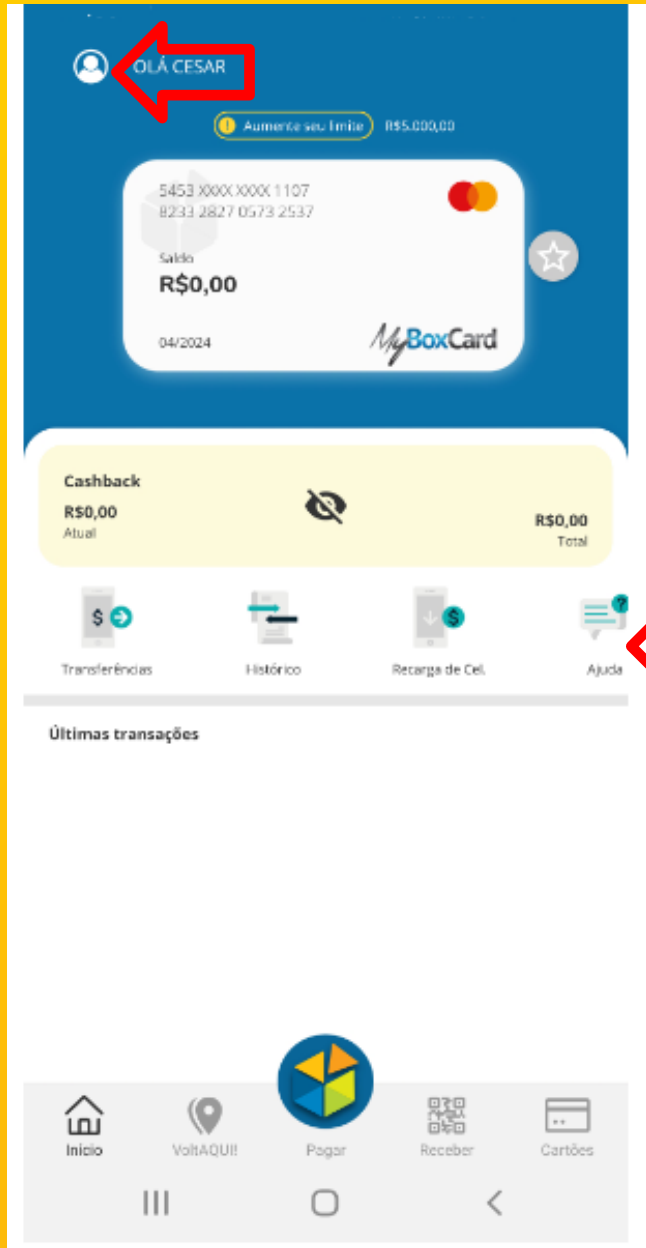 OLÁ CESAR
Aumente seu limite R$5.000,00
5453 XXXX XXXX 1107
8233 2827 0573 2537
Saldo
R$0,00
04/2024
MyBoxCard
Cashback
R$0,00
Atual
R$0,00
Total
Transferências
Histórico
Recarga de Cel.
Ajuda
Últimas transações
Início
VoltAQUI!
Pagar
Receber
Cartões